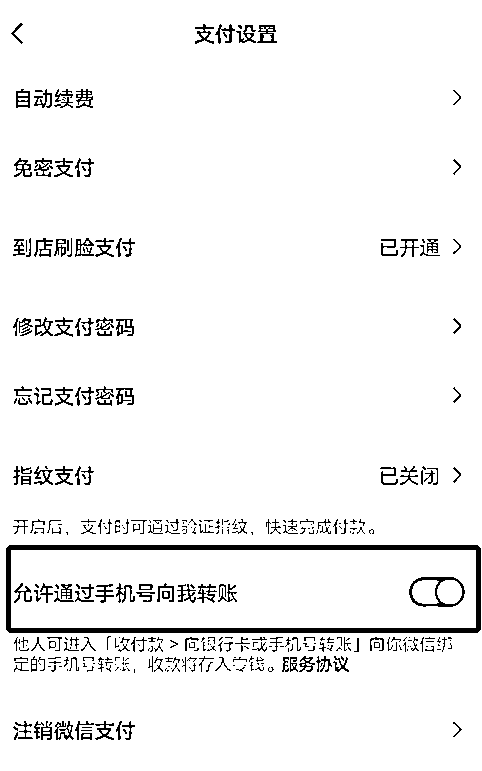 支付设置
自动续费
免密支付
到店刷脸支付 已开通
修改支付密码
忘记支付密码
指纹支付 已关闭
开启后，支付时可通过验证指纹，快速完成付款。
允许通过手机号向我转账
他人可进入「收付款 > 向银行卡或手机号转账」向你微信绑
定的手机号转账，收款将存入零钱。服务协议
注销微信支付